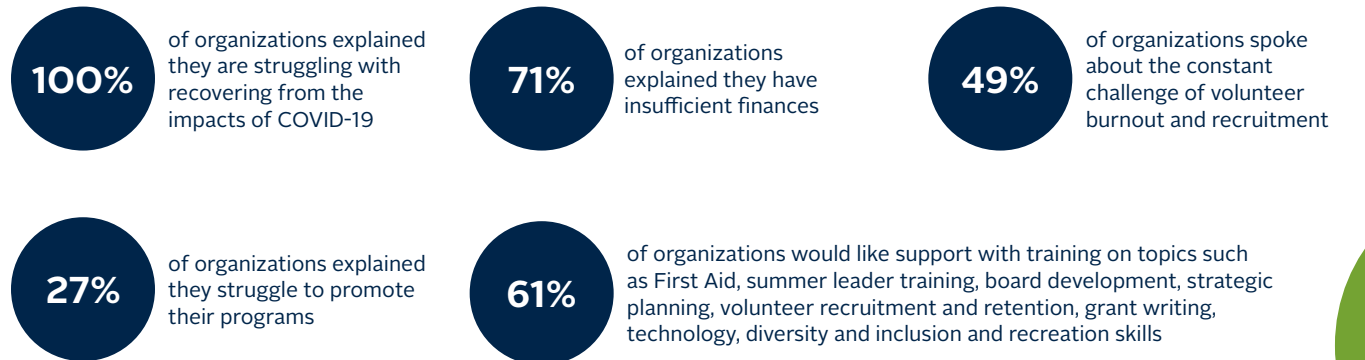 100%
of organizations explained
they are struggling with
recovering from the
impacts of COVID-19
71%
of organizations
explained they have
insufficient finances
49%
of organizations spoke
about the constant
challenge of volunteer
burnout and recruitment
27%
of organizations explained
they struggle to promote
their programs
61%
of organizations would like support with training on topics such
as First Aid, summer leader training, board development, strategic
planning, volunteer recruitment and retention, grant writing,
technology, diversity and inclusion and recreation skills